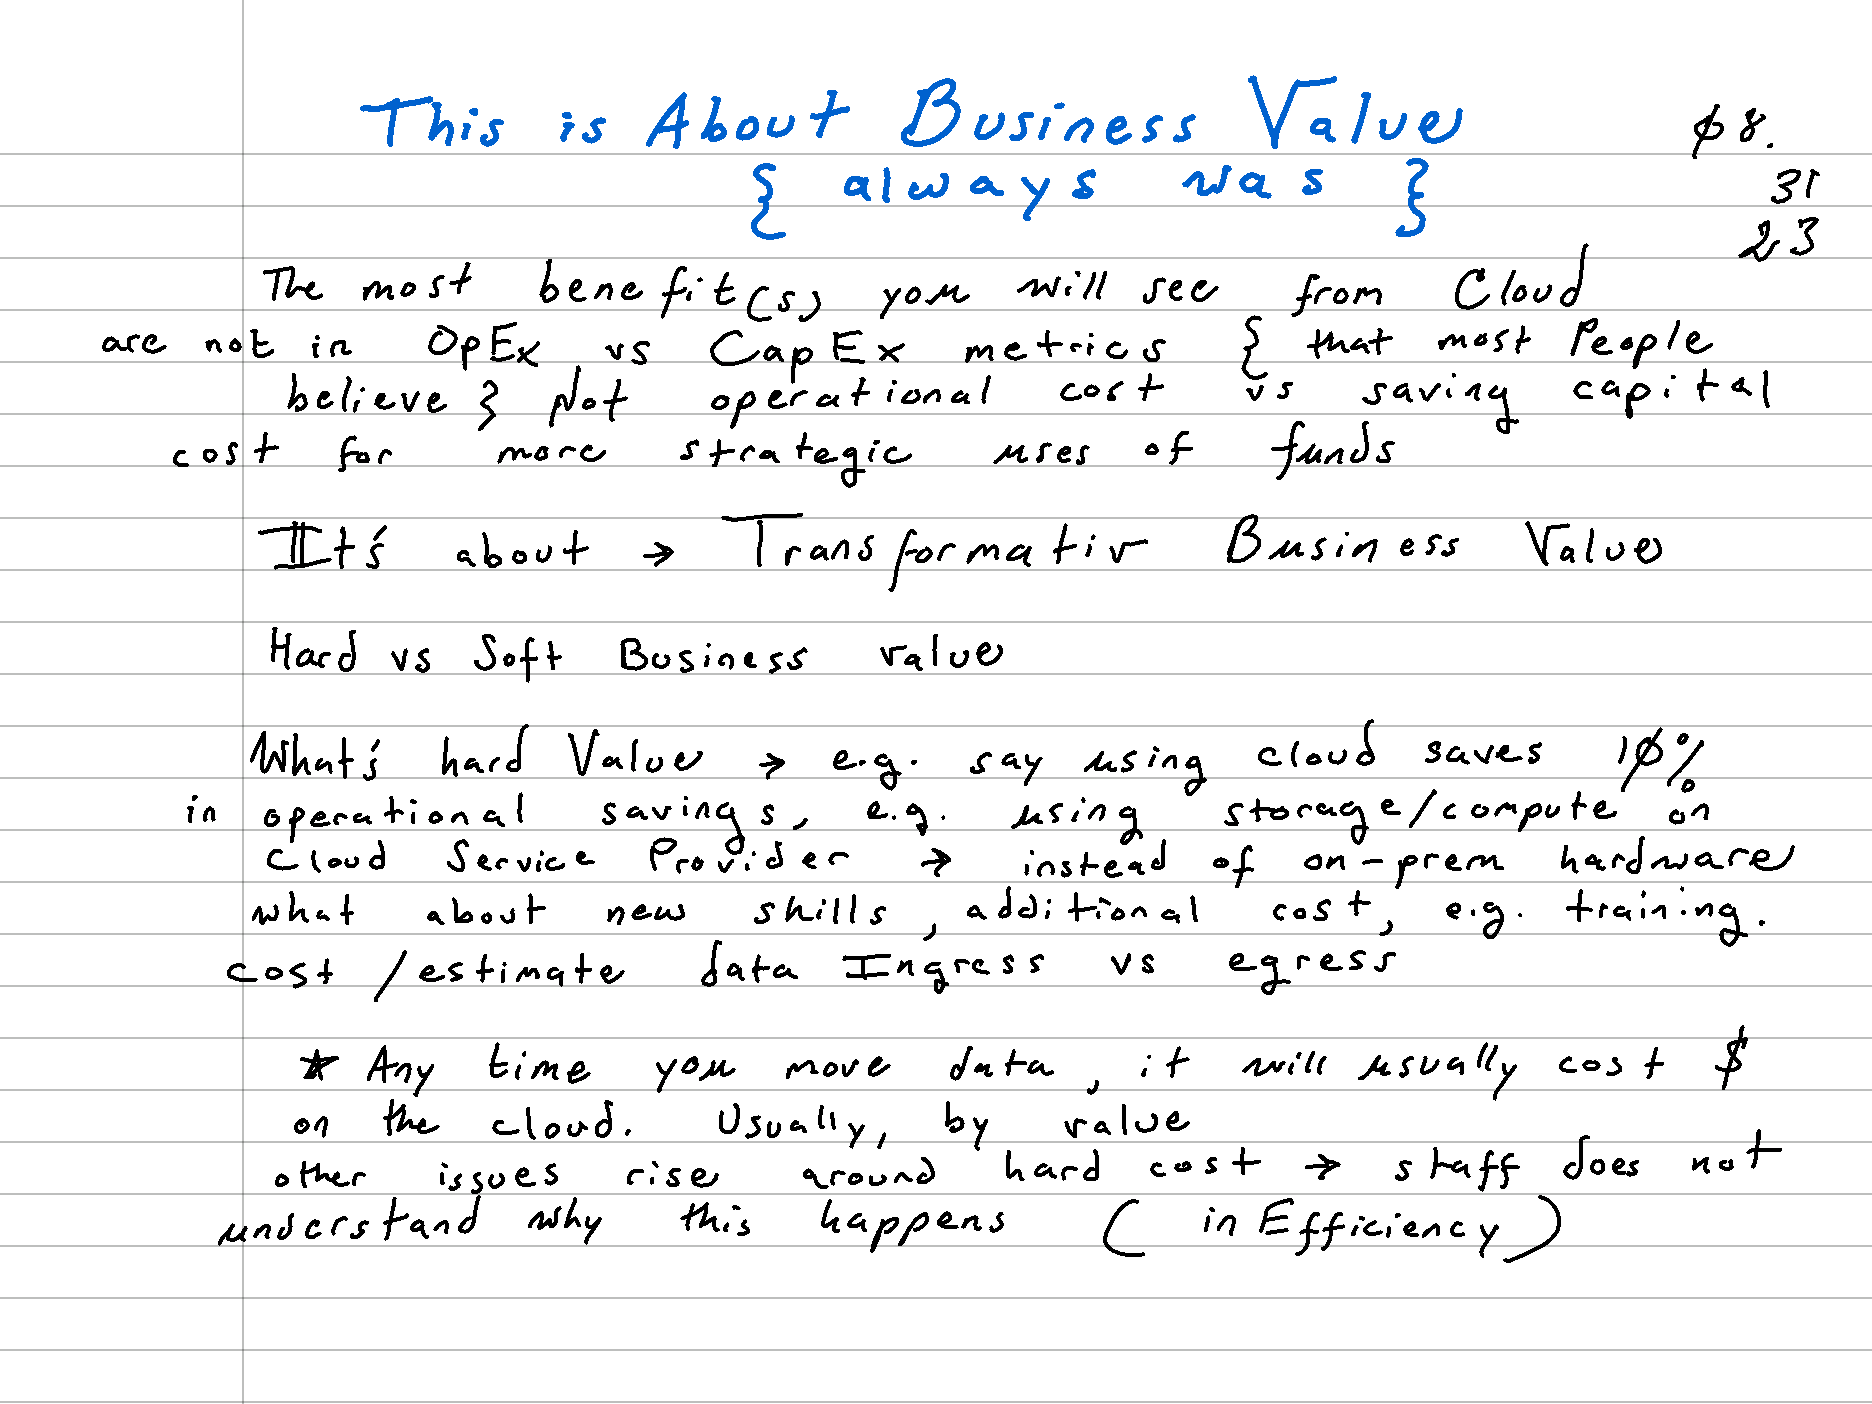 This is About Business Value
{ always was }
08.
31
23
The most benefit(s) you will see from Cloud
are not in OpEx vs CapEx metrics { that most People
believe } Not operational cost vs saving capital
cost for more strategic uses of funds
It's about → Transformativ Business Value
Hard vs Soft Business value
What's hard Value → e.g. say using cloud saves 10%
in operational savings, e.g. using storage/compute on
Cloud Service Provider → instead of on-prem hardware
what about new skills, additional cost, e.g. training.
cost /estimate data Ingress vs egress
* Any time you move data, it will usually cost $
on the cloud. Usually, by value
other issues rise around hard cost → staff does not
understand why this happens ( in Efficiency )